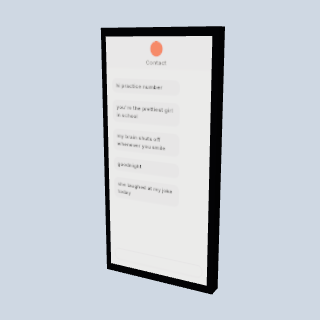 Contact
hi practice number
you're the prettiest girl
in school
my brain shuts off
whenever you smile
goodnight
she laughed at my joke
today